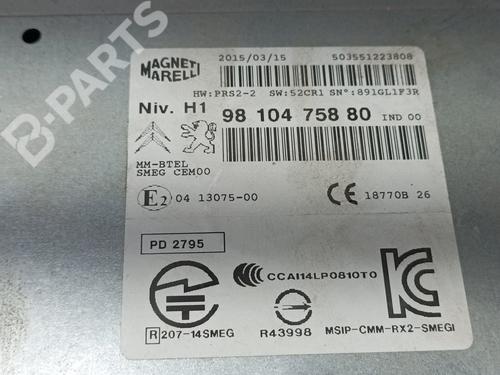 B-PARTS
MAGNETI
MARELLI
2015/03/15 503551223808
HW:PRS2-2 SW:52CR1 SN°:891GL1F3R
Niv. H1
98 104 758 80 IND 00
MM-BTEL
SMEG CEM00
E2 04 13075-00
CE 18770B 26
PD 2795
CCAI14LP0810T0
R 207-14SMEG
R43998
MSIP-CMM-RX2-SMEGI